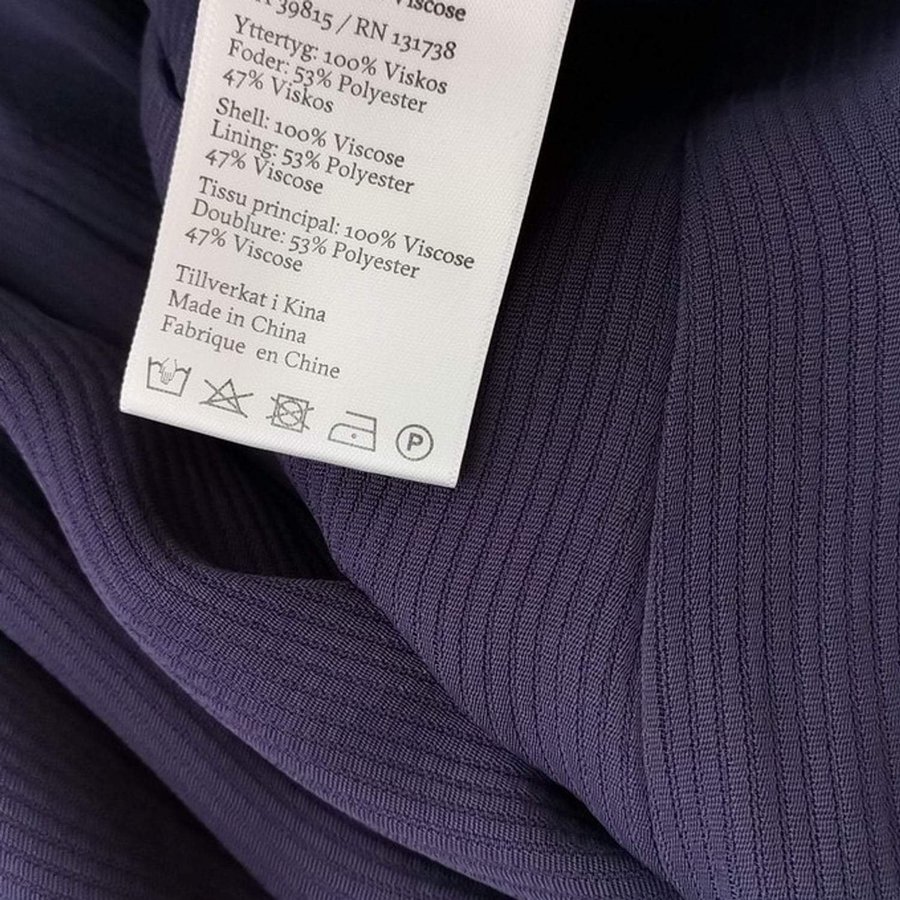 Viscose
39815 / RN 131738
Yttertyg: 100% Viskos
Foder: 53% Polyester
47% Viskos
Shell: 100% Viscose
Lining: 53% Polyester
47% Viscose
Tissu principal: 100% Viscose
Doublure: 53% Polyester
47% Viscose
Tillverkat i Kina
Made in China
Fabrique en Chine
P